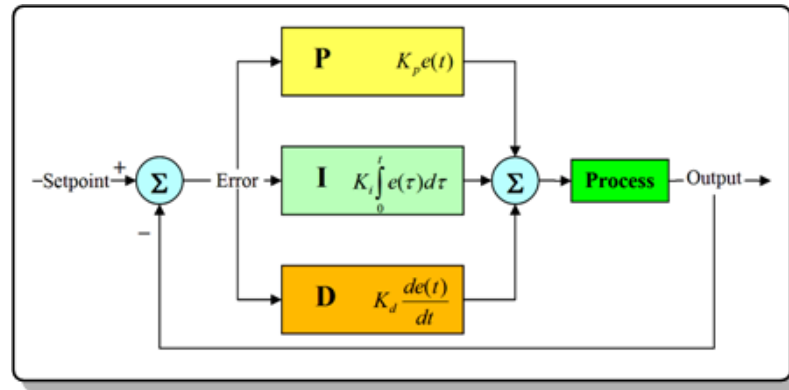 P K_p e(t)
–Setpoint
+
Σ
–
Error
I K_i ∫_0^t e(τ)dτ
Σ
Process
Output
D K_d de(t)/dt